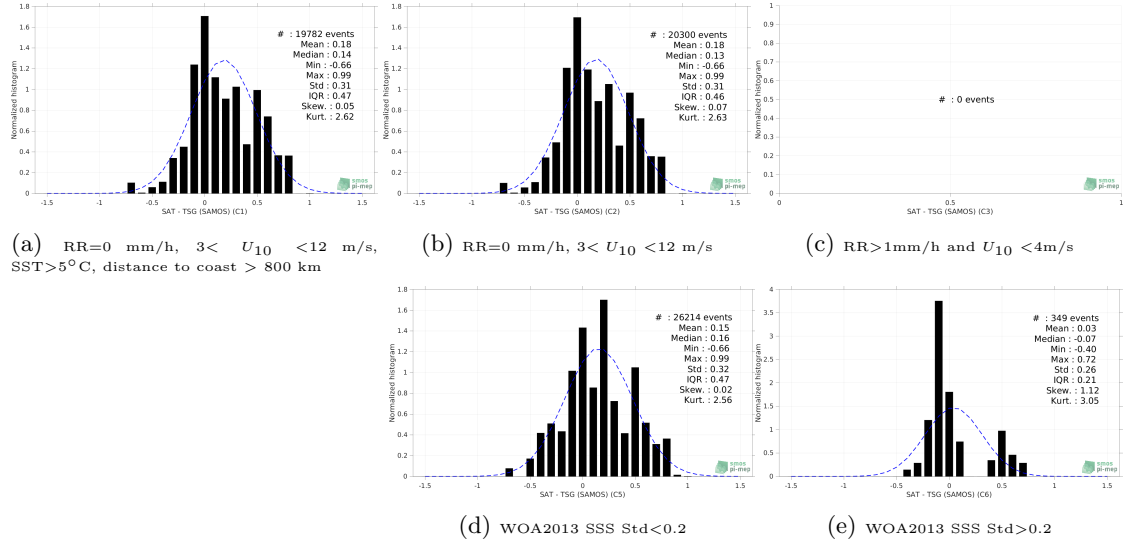 1.8
1.6
1.4
1.2
1
0.8
0.6
0.4
0.2
0
Normalized histogram
# : 19782 events
Mean : 0.18
Median : 0.14
Min : -0.66
Max : 0.99
Std : 0.31
IQR : 0.47
Skew. : 0.05
Kurt. : 2.62
smos
pi-mep
-1.5 -1 -0.5 0 0.5 1 1.5
SAT - TSG (SAMOS) (C1)
(a) RR=0 mm/h, 3< U10 <12 m/s,
SST>5°C, distance to coast > 800 km
1.8
1.6
1.4
1.2
1
0.8
0.6
0.4
0.2
0
Normalized histogram
# : 20300 events
Mean : 0.18
Median : 0.13
Min : -0.66
Max : 0.99
Std : 0.31
IQR : 0.46
Skew. : 0.07
Kurt. : 2.63
smos
pi-mep
-1.5 -1 -0.5 0 0.5 1 1.5
SAT - TSG (SAMOS) (C2)
(b) RR=0 mm/h, 3< U10 <12 m/s
1
0.9
0.8
0.7
0.6
0.5
0.4
0.3
0.2
0.1
0
Normalized histogram
# : 0 events
smos
pi-mep
0 0.5 1
SAT - TSG (SAMOS) (C3)
(c) RR>1mm/h and U10 <4m/s
1.8
1.6
1.4
1.2
1
0.8
0.6
0.4
0.2
0
Normalized histogram
# : 26214 events
Mean : 0.15
Median : 0.16
Min : -0.66
Max : 0.99
Std : 0.32
IQR : 0.47
Skew. : 0.02
Kurt. : 2.56
smos
pi-mep
-1.5 -1 -0.5 0 0.5 1 1.5
SAT - TSG (SAMOS) (C5)
(d) WOA2013 SSS Std<0.2
4
3.5
3
2.5
2
1.5
1
0.5
0
Normalized histogram
# : 349 events
Mean : 0.03
Median : -0.07
Min : -0.40
Max : 0.72
Std : 0.26
IQR : 0.21
Skew. : 1.12
Kurt. : 3.05
smos
pi-mep
-1.5 -1 -0.5 0 0.5 1 1.5
SAT - TSG (SAMOS) (C6)
(e) WOA2013 SSS Std>0.2